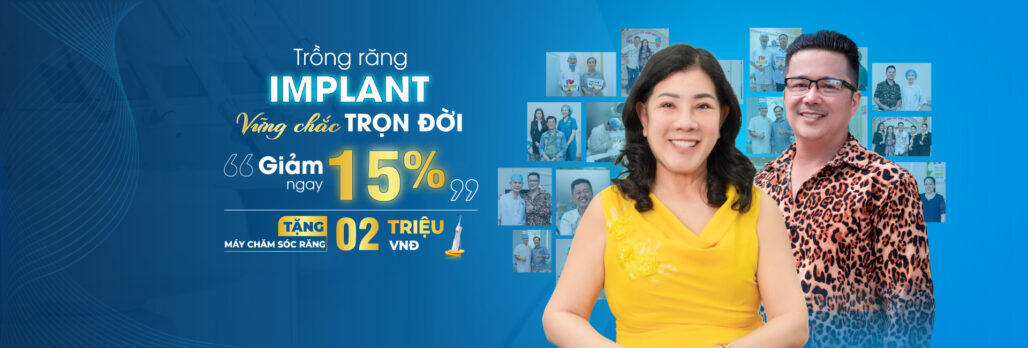 Trồng răng
IMPLANT
Vững chắc TRỌN ĐỜI
“ Giảm ngay 15% ”
TẶNG
MÁY CHĂM SÓC RĂNG
02 TRIỆU
VNĐ